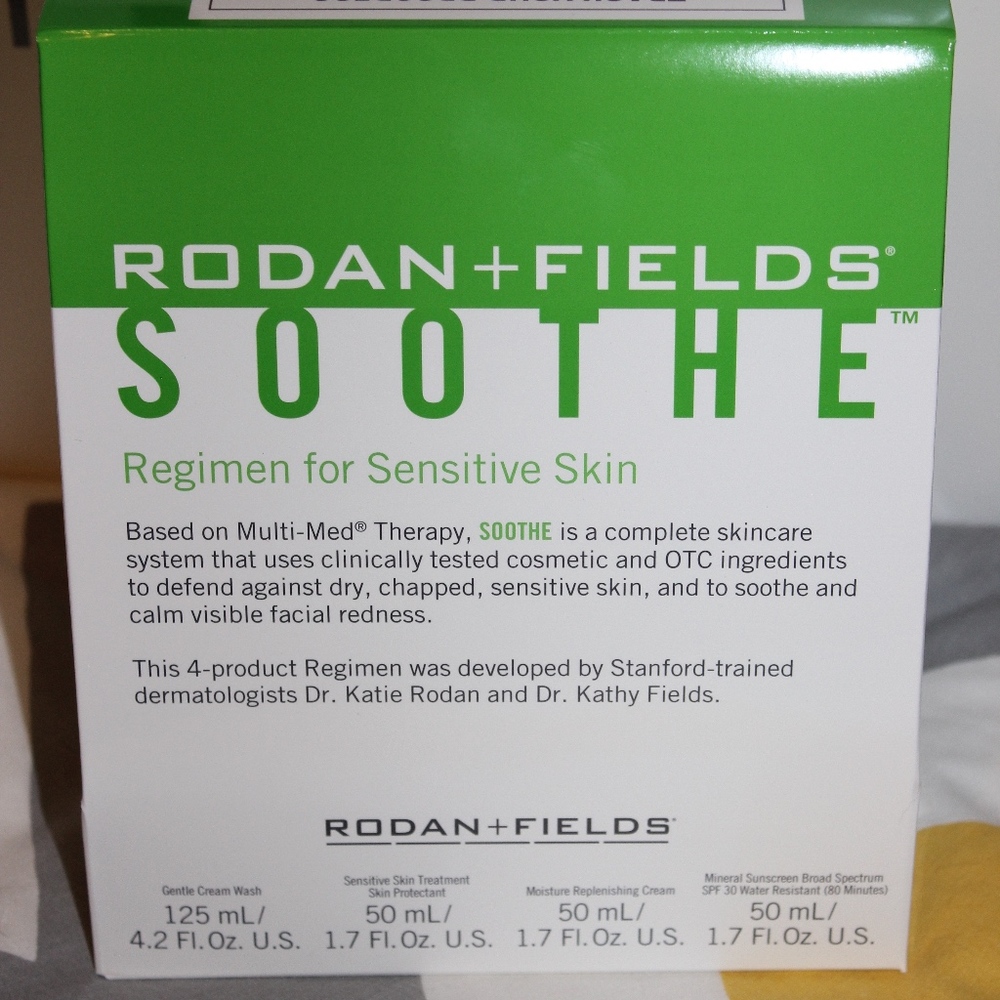 RODAN+FIELDS®
SOOTHE™
Regimen for Sensitive Skin
Based on Multi-Med® Therapy, SOOTHE is a complete skincare
system that uses clinically tested cosmetic and OTC ingredients
to defend against dry, chapped, sensitive skin, and to soothe and
calm visible facial redness.
This 4-product Regimen was developed by Stanford-trained
dermatologists Dr. Katie Rodan and Dr. Kathy Fields.
RODAN+FIELDS®
Gentle Cream Wash
125 mL/
4.2 Fl.Oz. U.S.
Sensitive Skin Treatment
Skin Protectant
50 mL/
1.7 Fl.Oz. U.S.
Moisture Replenishing Cream
50 mL/
1.7 Fl.Oz. U.S.
Mineral Sunscreen Broad Spectrum
SPF 30 Water Resistant (80 Minutes)
50 mL/
1.7 Fl.Oz. U.S.